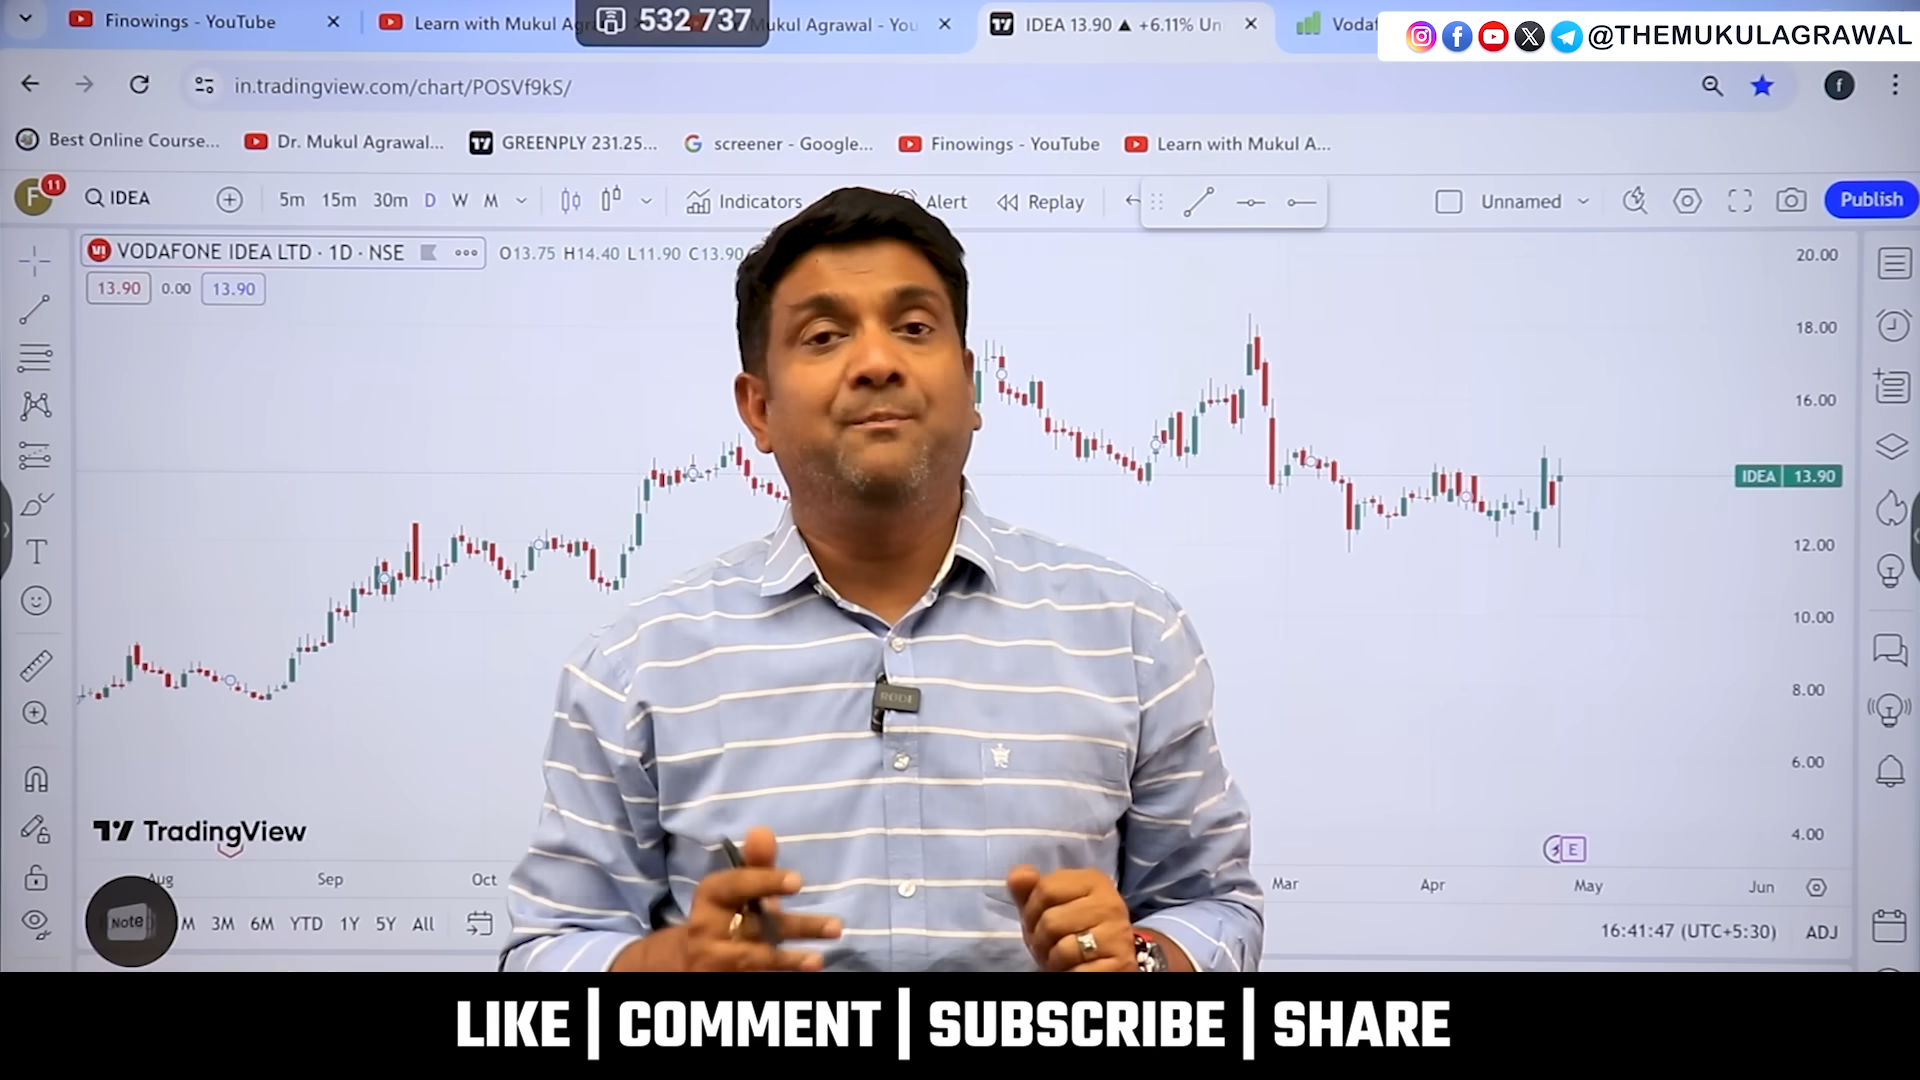 Finowings - YouTube
Learn with Mukul Agra
532 737
Mukul Agrawal - You
IDEA 13.90 ▲ +6.11% Un
Vodaf
@THEMUKULAGRAWAL
in.tradingview.com/chart/POSVf9kS/
f
Best Online Course...
Dr. Mukul Agrawal...
GREENPLY 231.25...
screener - Google...
Finowings - YouTube
Learn with Mukul A...
F
11
IDEA
5m 15m 30m D W M
Indicators
Alert
Replay
Unnamed
Publish
VODAFONE IDEA LTD · 1D · NSE
O13.75 H14.40 L11.90 C13.90
13.90 0.00 13.90
20.00
18.00
16.00
IDEA 13.90
12.00
10.00
8.00
6.00
4.00
RODE
TradingView
E
Aug Sep Oct Mar Apr May Jun
Note
M 3M 6M YTD 1Y 5Y All
16:41:47 (UTC+5:30) ADJ
LIKE | COMMENT | SUBSCRIBE | SHARE